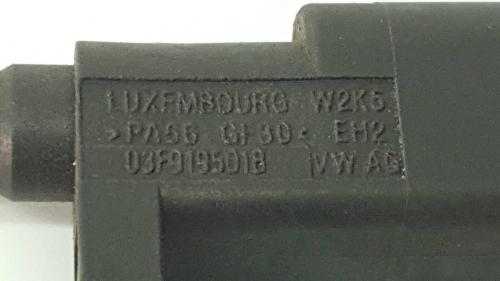 LUXEMBOURG W2K5
>PA66 GF30< EH2
03F919501B VW AG